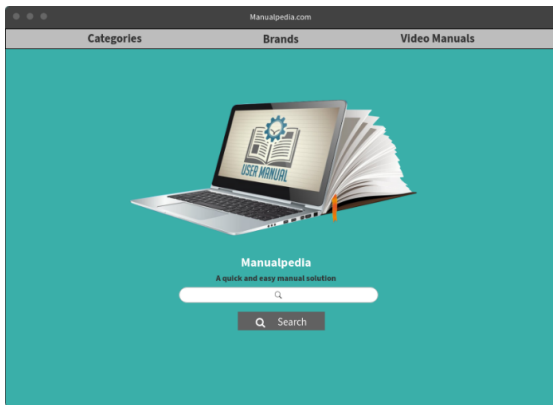 Manualpedia.com
Categories Brands Video Manuals
USER MANUAL
Manualpedia
A quick and easy manual solution
Search